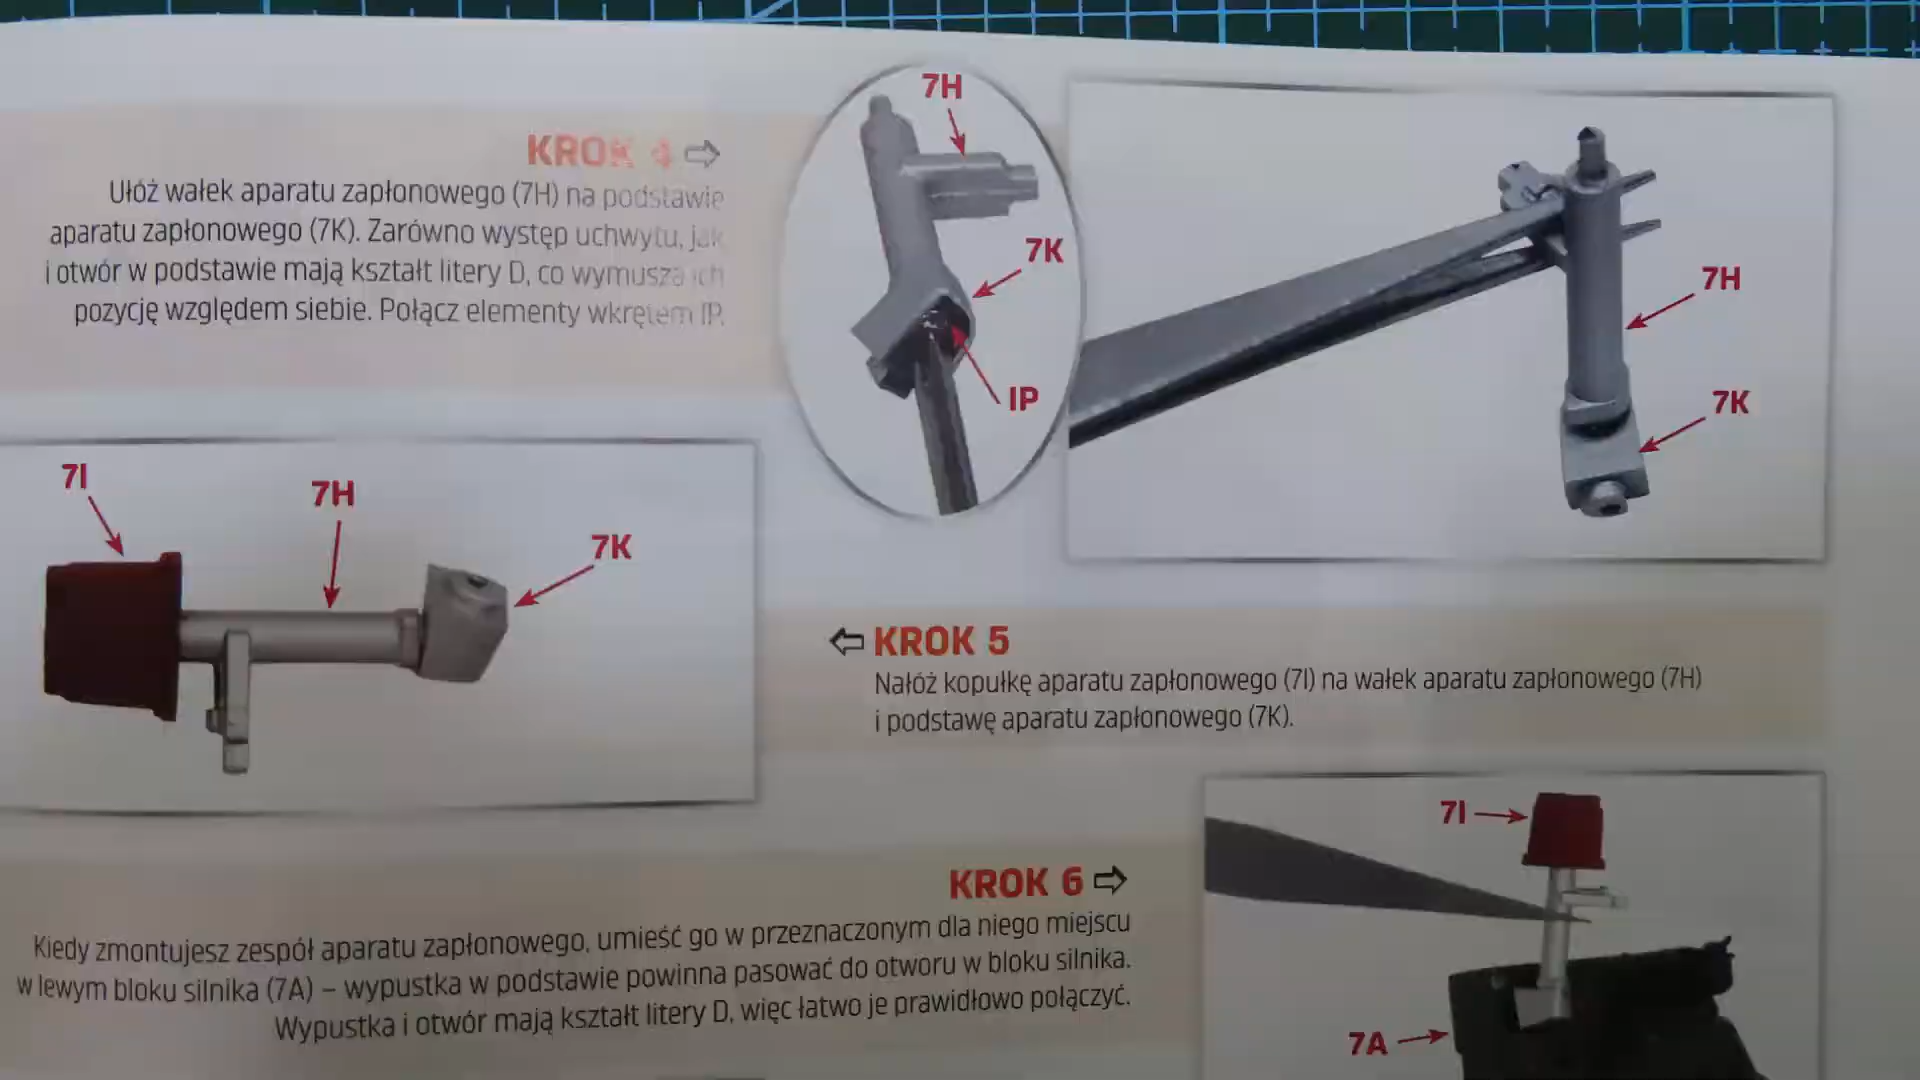 KROK 4
Ułóż wałek aparatu zapłonowego (7H) na podstawie
aparatu zapłonowego (7K). Zarówno występ uchwytu, jak
i otwór w podstawie mają kształt litery D, co wymusza ich
pozycję względem siebie. Połącz elementy wkrętem IP.
7H
7K
IP
7H
7K
7I
7H
7K
KROK 5
Nałóż kopułkę aparatu zapłonowego (7I) na wałek aparatu zapłonowego (7H)
i podstawę aparatu zapłonowego (7K).
KROK 6
Kiedy zmontujesz zespół aparatu zapłonowego, umieść go w przeznaczonym dla niego miejscu
w lewym bloku silnika (7A) – wypustka w podstawie powinna pasować do otworu w bloku silnika.
Wypustka i otwór mają kształt litery D, więc łatwo je prawidłowo połączyć.
7I
7A